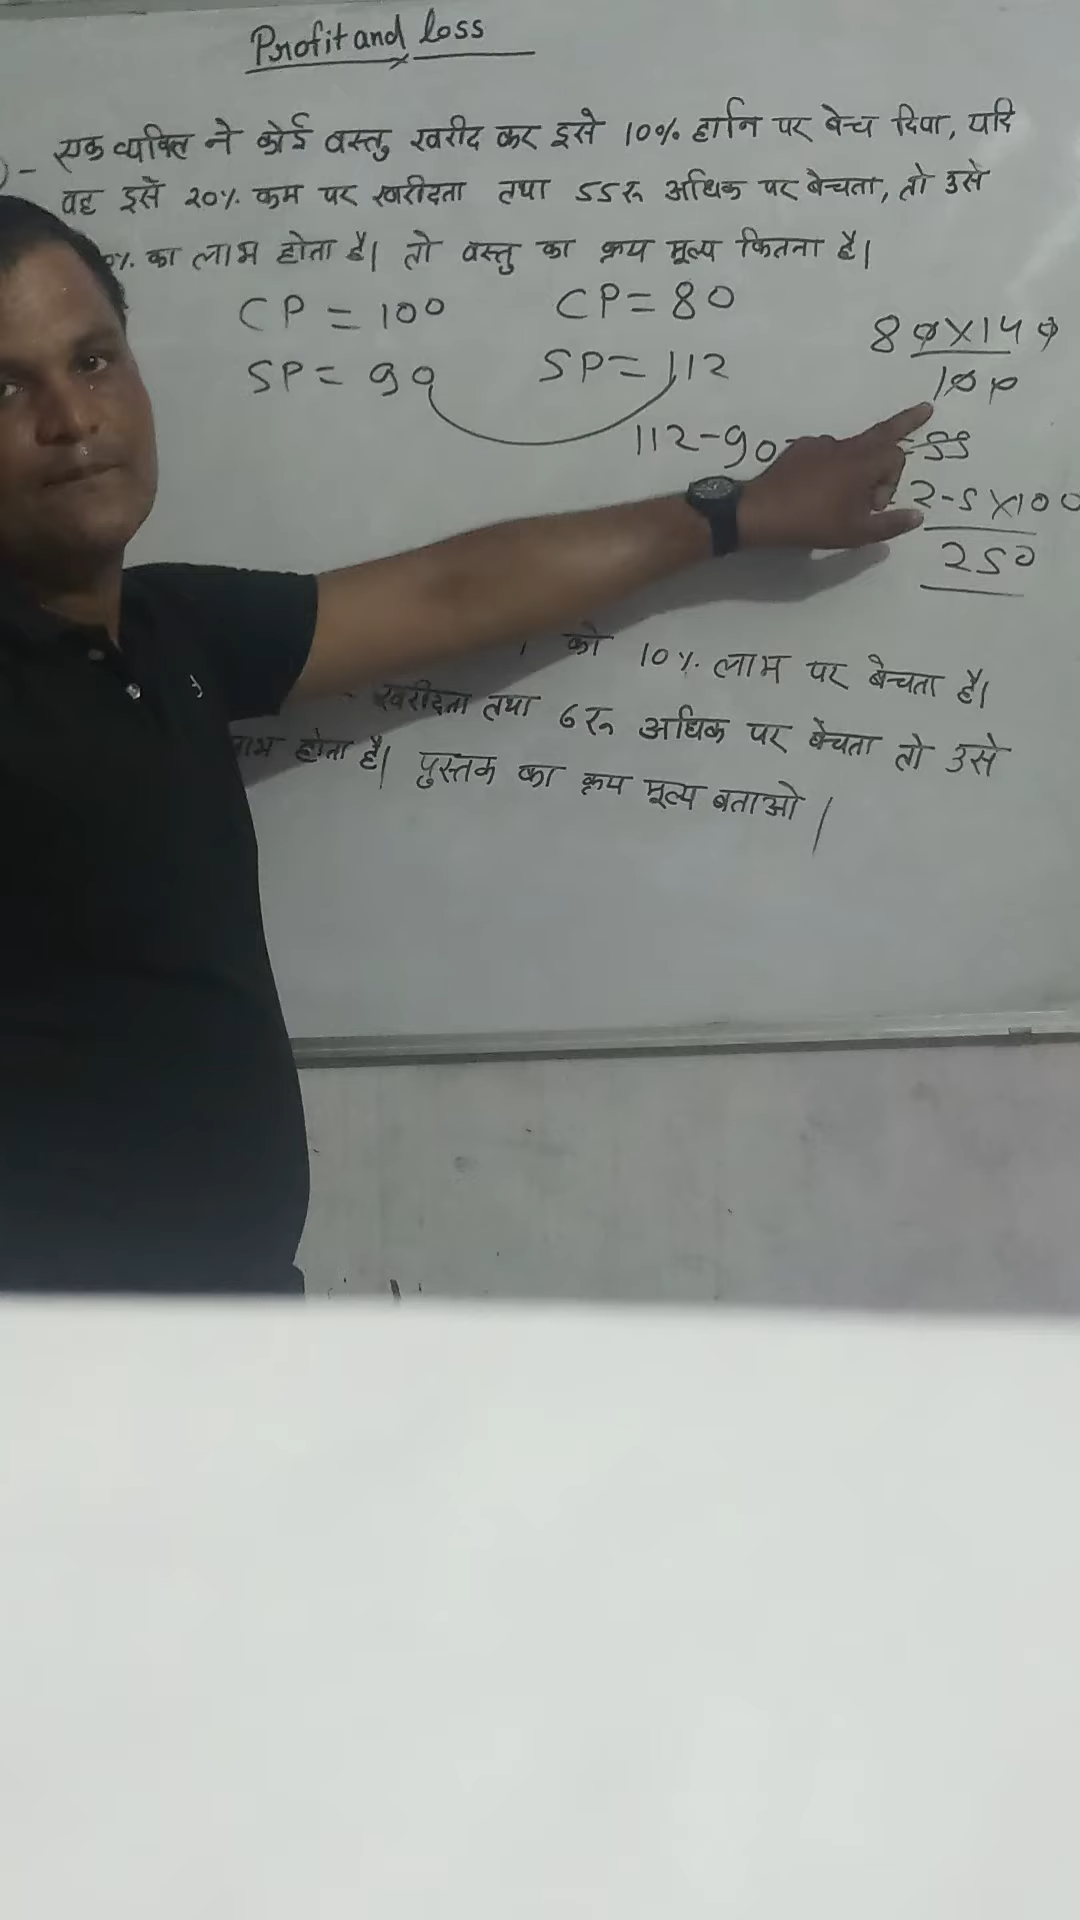 Profit and loss
एक व्यक्ति ने कोई वस्तु खरीद कर इसे 10% हानि पर बेच दिया, यदि
वह इसे 20% कम पर खरीदता तथा 55रु अधिक पर बेचता, तो उसे
% का लाभ होता है। तो वस्तु का क्रय मूल्य कितना है।
CP = 100 CP = 80
SP = 90 SP = 112
80×140
100
112-90
=55
2.5×100
250
को 10% लाभ पर बेचता है।
खरीदता तथा 6रु अधिक पर बेचता तो उसे
लाभ होता है। पुस्तक का क्रय मूल्य बताओ।